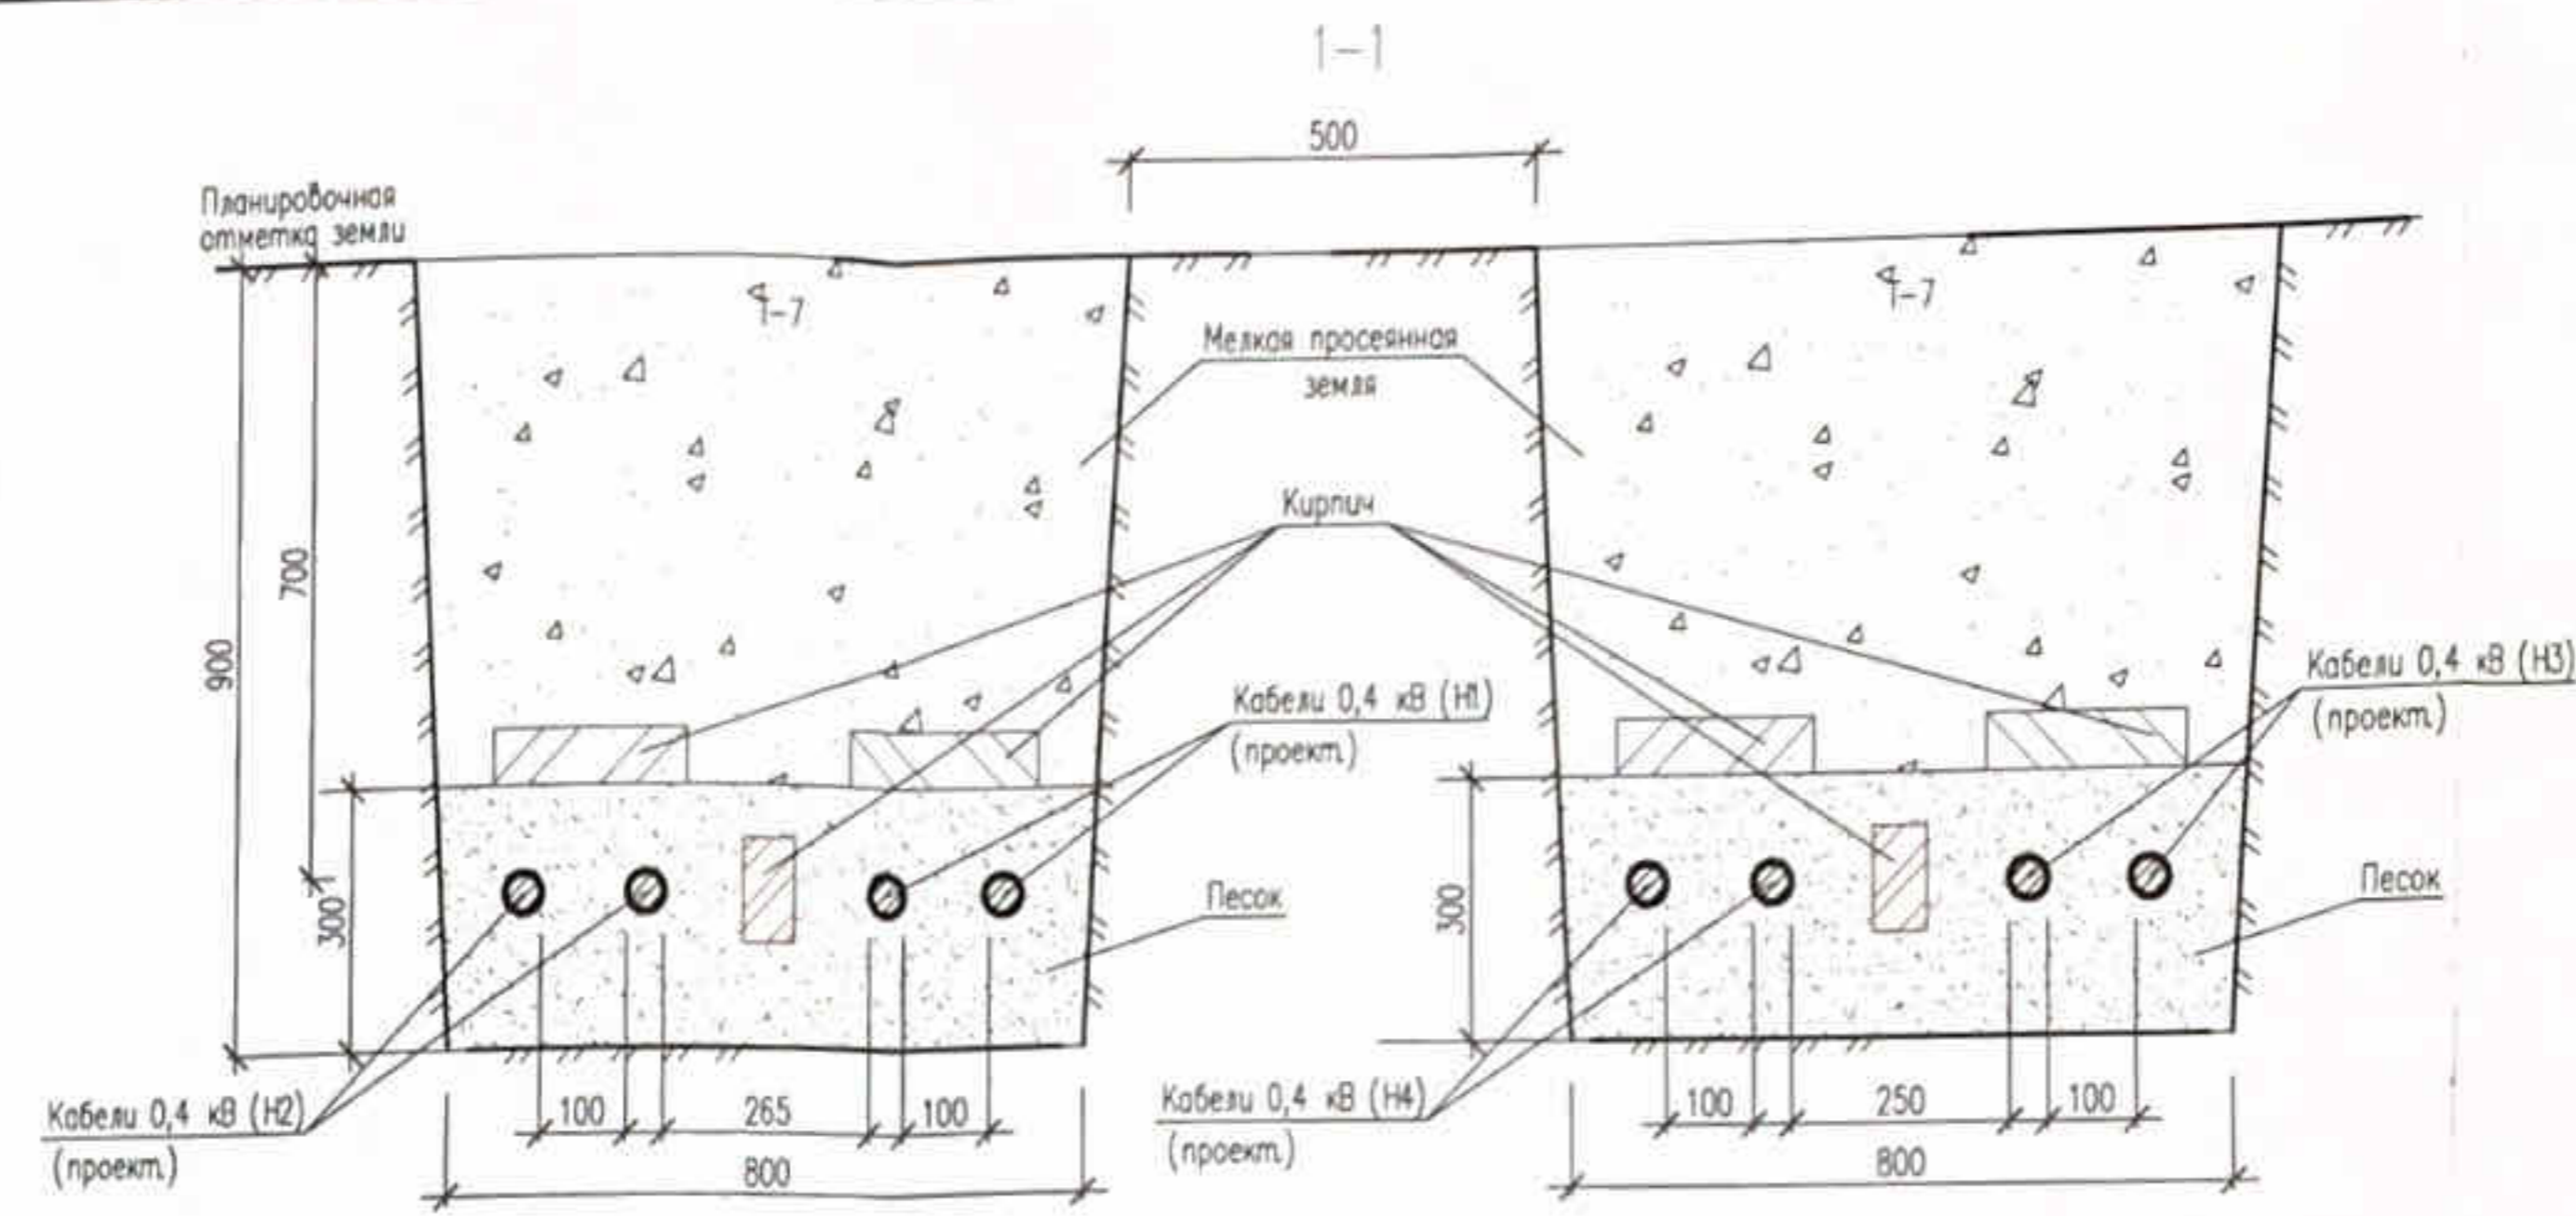 1-1
500
Планировочная
отметка земли
Т-7
Т-7
Мелкая просеянная
земля
Кирпич
700
900
Кабели 0,4 кВ (Н1)
(проект.)
Кабели 0,4 кВ (Н3)
(проект.)
Песок
Песок
300
300
Кабели 0,4 кВ (Н2)
(проект.)
100
265
100
800
Кабели 0,4 кВ (Н4)
(проект.)
100
250
100
800